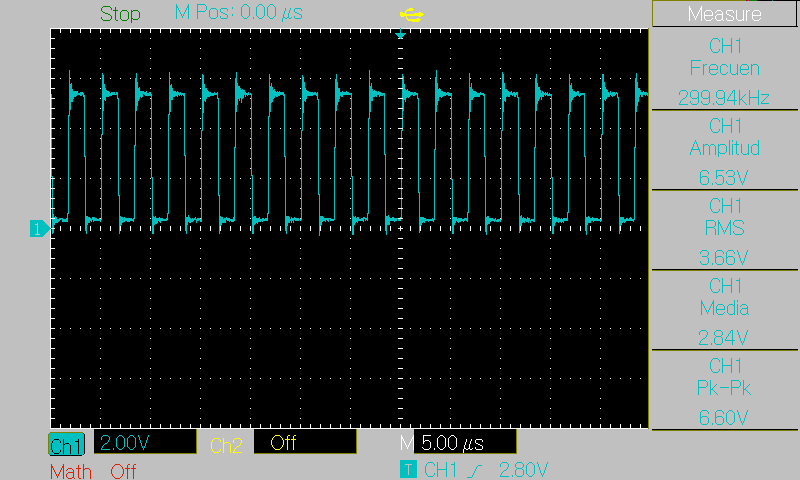 Stop M Pos: 0.00 µs Measure
CH1
Frecuen
299.94kHz
CH1
Amplitud
6.53V
CH1
RMS
3.66V
CH1
Media
2.84V
CH1
Pk-Pk
6.60V
1
Ch1 2.00V Ch2 Off M 5.00 µs
Math Off T CH1 2.80V